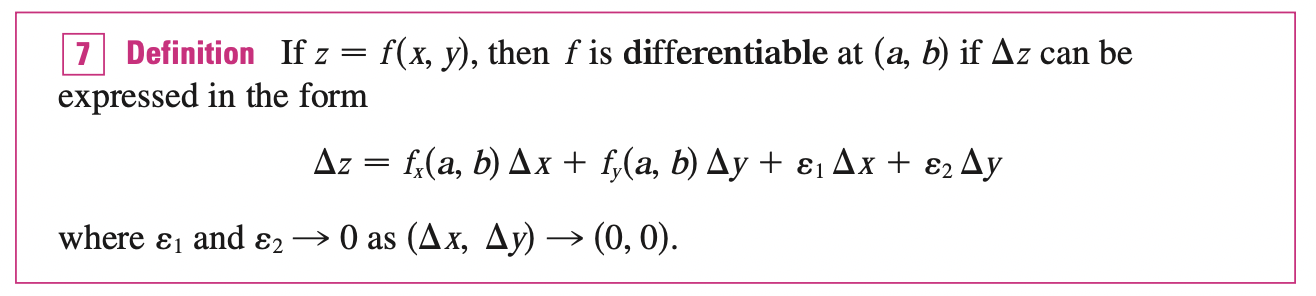 7 Definition If z = f(x, y), then f is differentiable at (a, b) if Δz can be
expressed in the form
Δz = fₓ(a, b) Δx + f_y(a, b) Δy + ε₁ Δx + ε₂ Δy
where ε₁ and ε₂ → 0 as (Δx, Δy) → (0, 0).